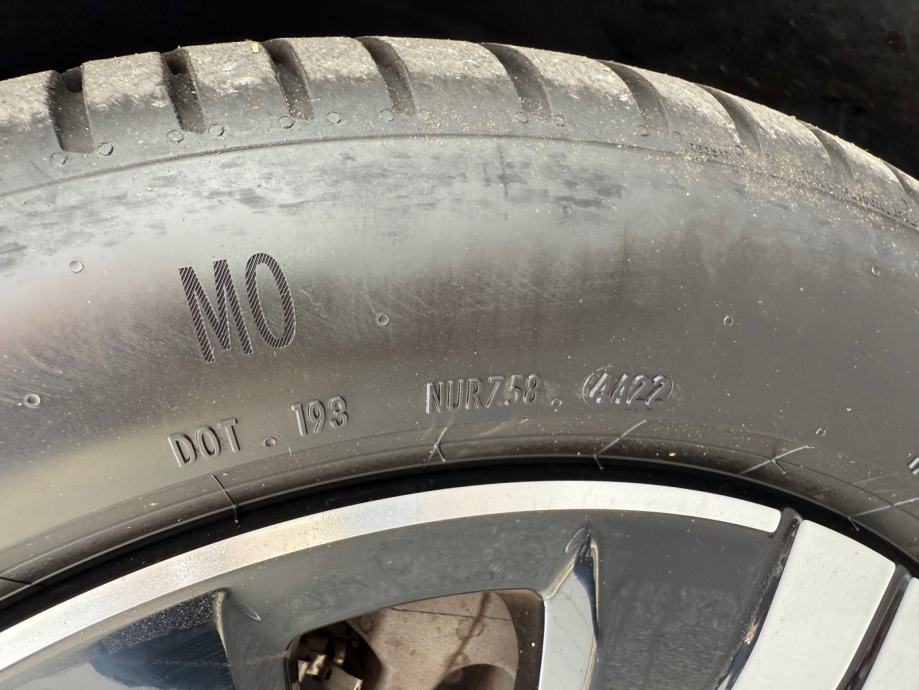 MO
DOT . 193 NUR758 . 4422